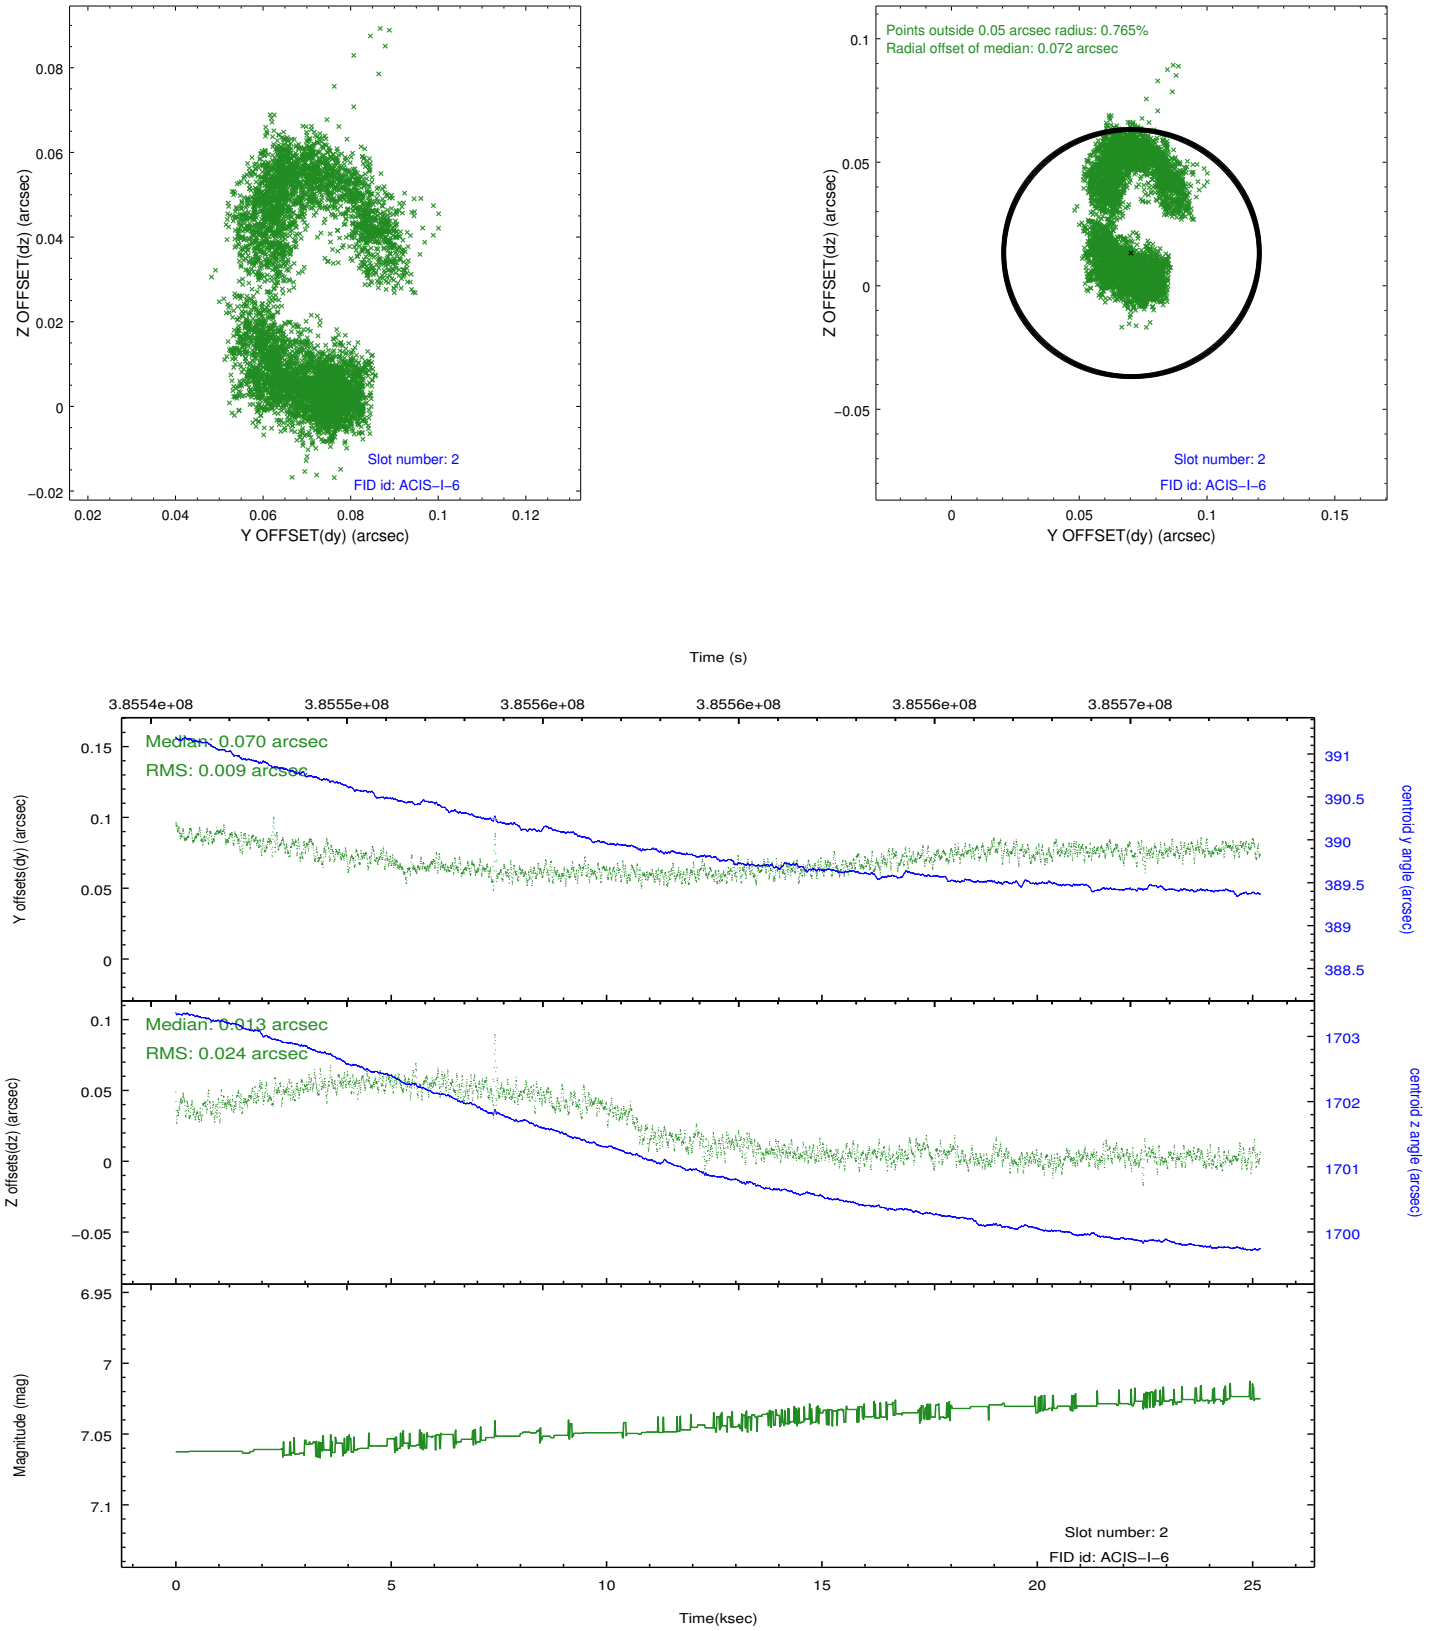 0.08
0.06
0.04
0.02
0
−0.02
Z OFFSET(dz) (arcsec)
Slot number: 2
FID id: ACIS−I−6
0.02
0.04
0.06
0.08
0.1
0.12
Y OFFSET(dy) (arcsec)
Points outside 0.05 arcsec radius: 0.765%
Radial offset of median: 0.072 arcsec
0.1
0.05
0
−0.05
Z OFFSET(dz) (arcsec)
Slot number: 2
FID id: ACIS−I−6
0
0.05
0.1
0.15
Y OFFSET(dy) (arcsec)
Time (s)
3.8554e+08
3.8555e+08
3.8556e+08
3.8556e+08
3.8556e+08
3.8557e+08
Median: 0.070 arcsec
RMS: 0.009 arcsec
0.15
0.1
0.05
0
Y offsets(dy) (arcsec)
391
390.5
390
389.5
389
388.5
centroid y angle (arcsec)
Median: 0.013 arcsec
RMS: 0.024 arcsec
0.1
0.05
0
−0.05
Z offsets(dz) (arcsec)
1703
1702
1701
1700
centroid z angle (arcsec)
6.95
7
7.05
7.1
Magnitude (mag)
Slot number: 2
FID id: ACIS−I−6
0
5
10
15
20
25
Time(ksec)